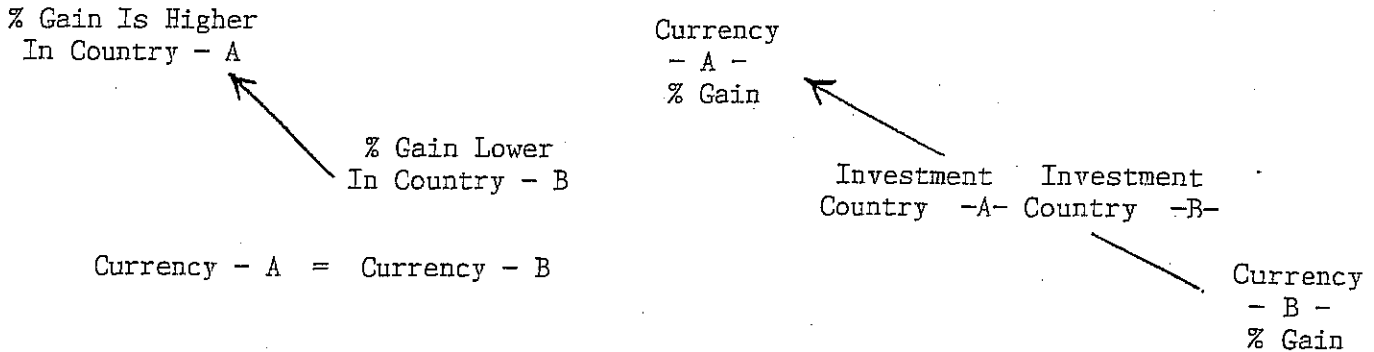 % Gain Is Higher
In Country - A
% Gain Lower
In Country - B
Currency - A = Currency - B
Currency
- A -
% Gain
Investment Investment
Country -A- Country -B-
Currency
- B -
% Gain